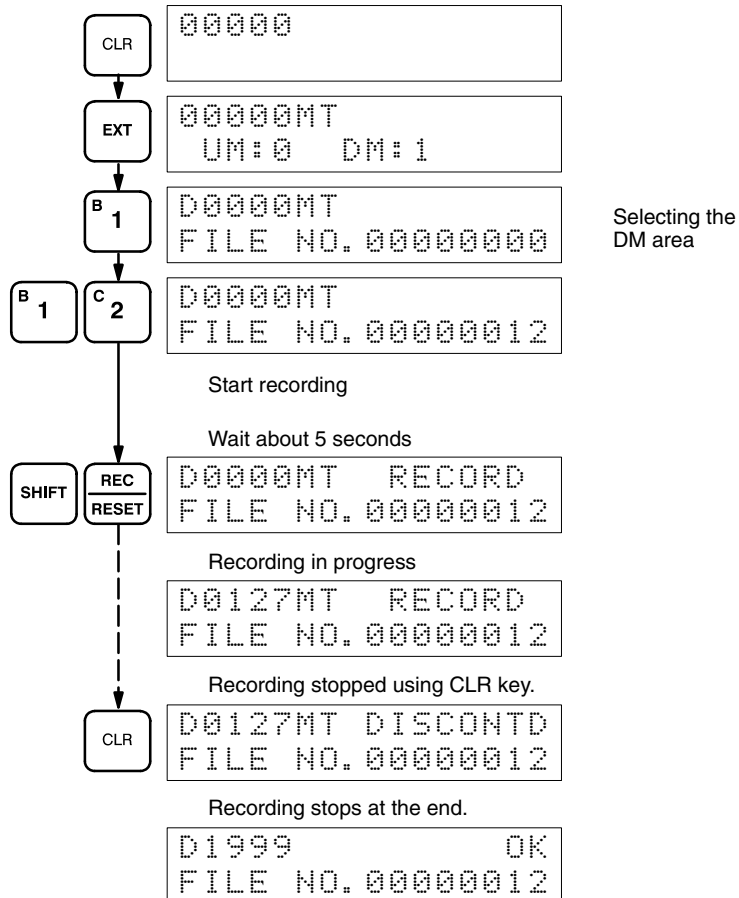 CLR
00000
EXT
00000MT
UM:0 DM:1
B 1
D0000MT
FILE NO.00000000
Selecting the
DM area
B 1
C 2
D0000MT
FILE NO.00000012
Start recording
Wait about 5 seconds
SHIFT
REC
RESET
D0000MT RECORD
FILE NO.00000012
Recording in progress
D0127MT RECORD
FILE NO.00000012
Recording stopped using CLR key.
CLR
D0127MT DISCONTD
FILE NO.00000012
Recording stops at the end.
D1999 OK
FILE NO.00000012